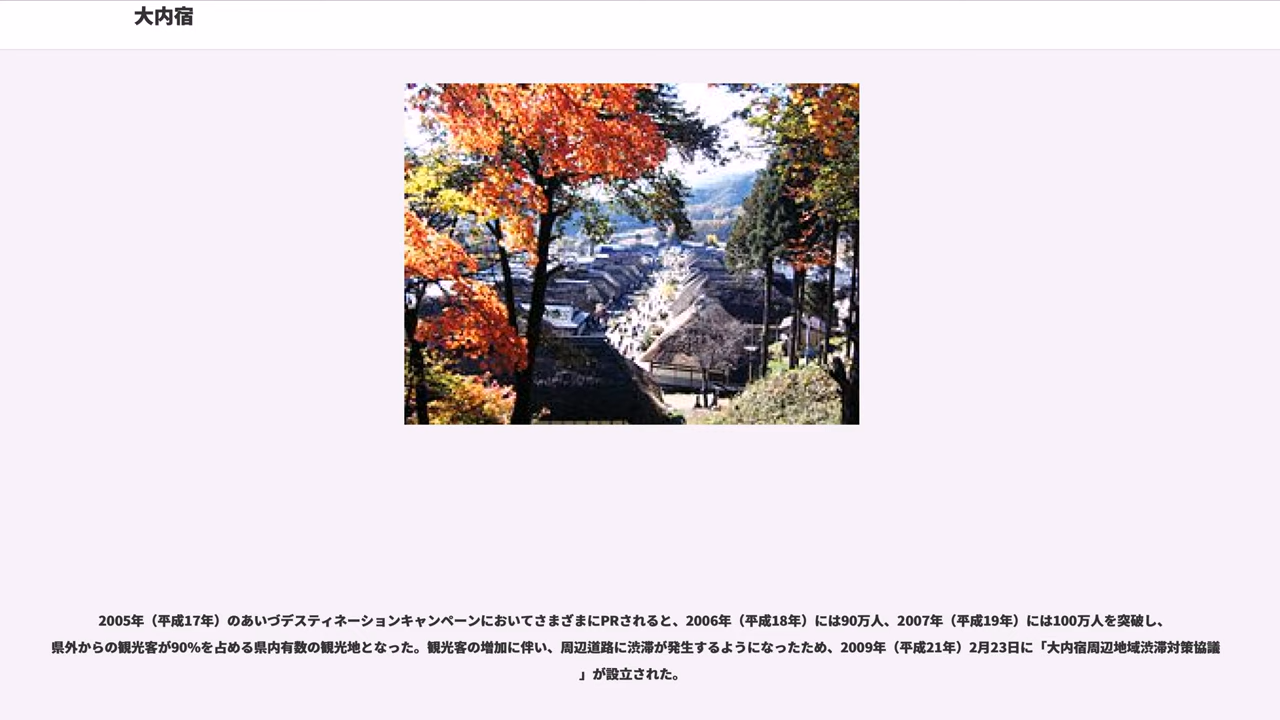 大内宿
2005年（平成17年）のあいづデスティネーションキャンペーンにおいてさまざまにPRされると、2006年（平成18年）には90万人、2007年（平成19年）には100万人を突破し、
県外からの観光客が90%を占める県内有数の観光地となった。観光客の増加に伴い、周辺道路に渋滞が発生するようになったため、2009年（平成21年）2月23日に「大内宿周辺地域渋滞対策協議
」が設立された。